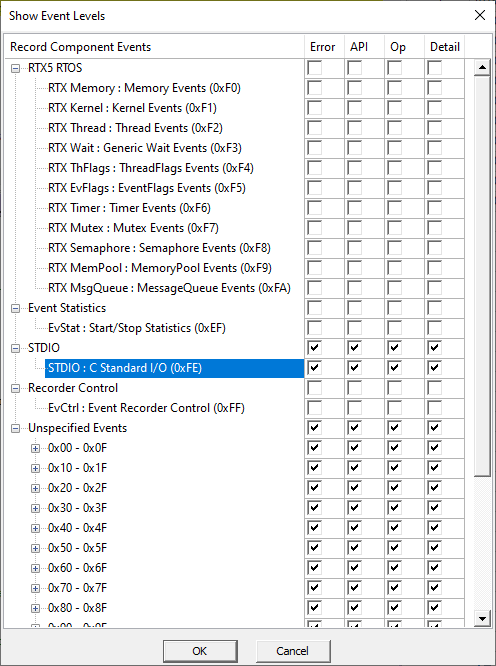 Show Event Levels
Record Component Events Error API Op Detail
RTX5 RTOS
RTX Memory : Memory Events (0xF0)
RTX Kernel : Kernel Events (0xF1)
RTX Thread : Thread Events (0xF2)
RTX Wait : Generic Wait Events (0xF3)
RTX ThFlags : ThreadFlags Events (0xF4)
RTX EvFlags : EventFlags Events (0xF5)
RTX Timer : Timer Events (0xF6)
RTX Mutex : Mutex Events (0xF7)
RTX Semaphore : Semaphore Events (0xF8)
RTX MemPool : MemoryPool Events (0xF9)
RTX MsgQueue : MessageQueue Events (0xFA)
Event Statistics
EvStat : Start/Stop Statistics (0xEF)
STDIO
STDIO : C Standard I/O (0xFE)
Recorder Control
EvCtrl : Event Recorder Control (0xFF)
Unspecified Events
0x00 - 0x0F
0x10 - 0x1F
0x20 - 0x2F
0x30 - 0x3F
0x40 - 0x4F
0x50 - 0x5F
0x60 - 0x6F
0x70 - 0x7F
0x80 - 0x8F
OK Cancel